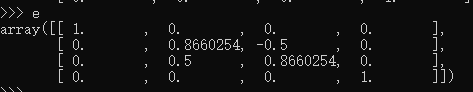 >>> e
array([[ 1.       ,  0.       ,  0.       ,  0.       ],
       [ 0.       ,  0.8660254, -0.5      ,  0.       ],
       [ 0.       ,  0.5      ,  0.8660254,  0.       ],
       [ 0.       ,  0.       ,  0.       ,  1.       ]])